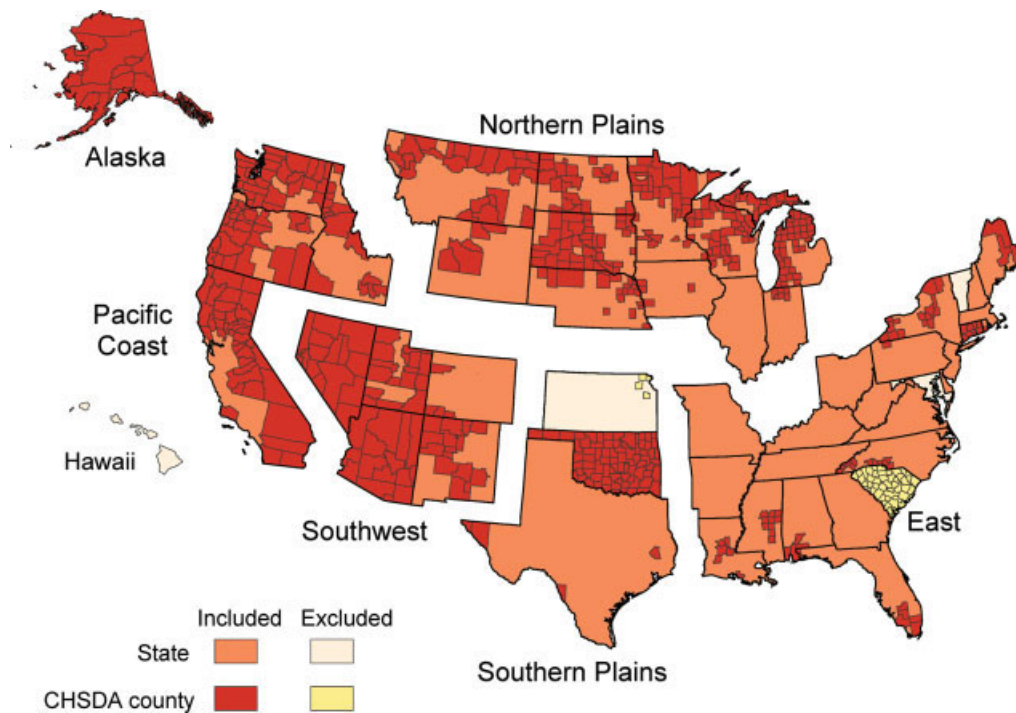 Northern Plains
Alaska
Pacific
Coast
Hawaii
Southwest
East
Southern Plains
Included Excluded
State
CHSDA county